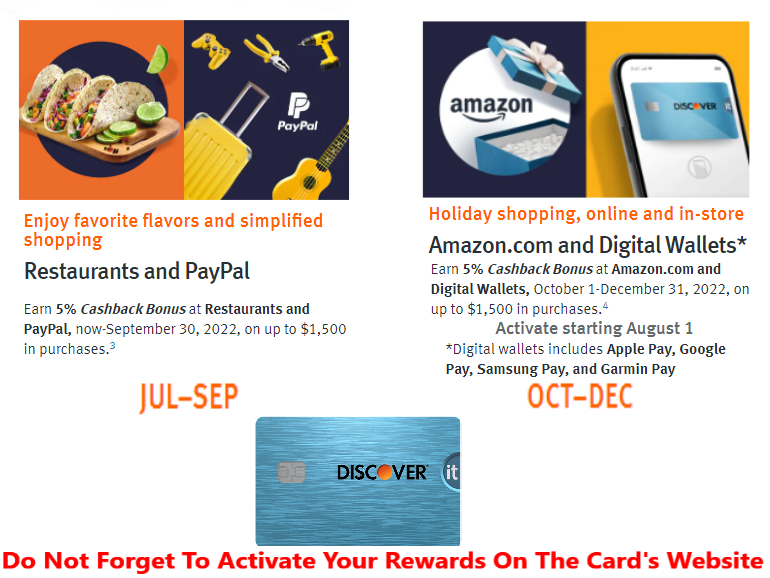 PayPal
Enjoy favorite flavors and simplified
shopping
Restaurants and PayPal
Earn 5% Cashback Bonus at Restaurants and
PayPal, now-September 30, 2022, on up to $1,500
in purchases.3
JUL–SEP
amazon
DISCOVER it
Holiday shopping, online and in-store
Amazon.com and Digital Wallets*
Earn 5% Cashback Bonus at Amazon.com and
Digital Wallets, October 1-December 31, 2022, on
up to $1,500 in purchases.4
Activate starting August 1
*Digital wallets includes Apple Pay, Google
Pay, Samsung Pay, and Garmin Pay
OCT–DEC
DISCOVER it
Do Not Forget To Activate Your Rewards On The Card's Website